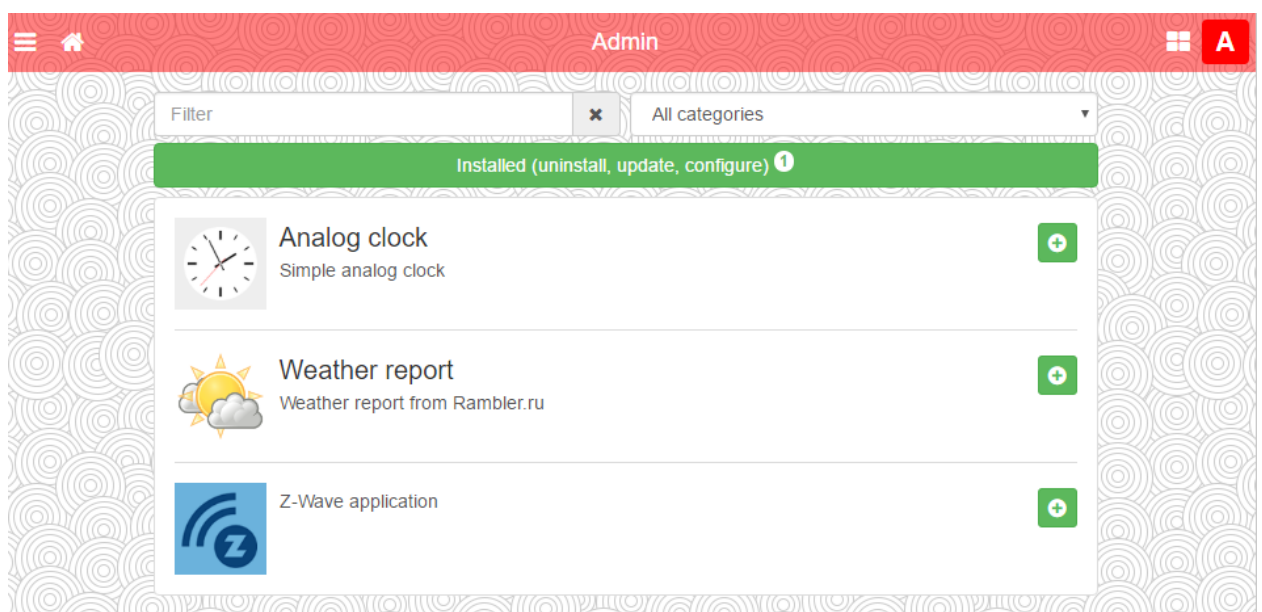 Admin
A
Filter
All categories
Installed (uninstall, update, configure) 1
Analog clock
Simple analog clock
Weather report
Weather report from Rambler.ru
Z-Wave application
Z